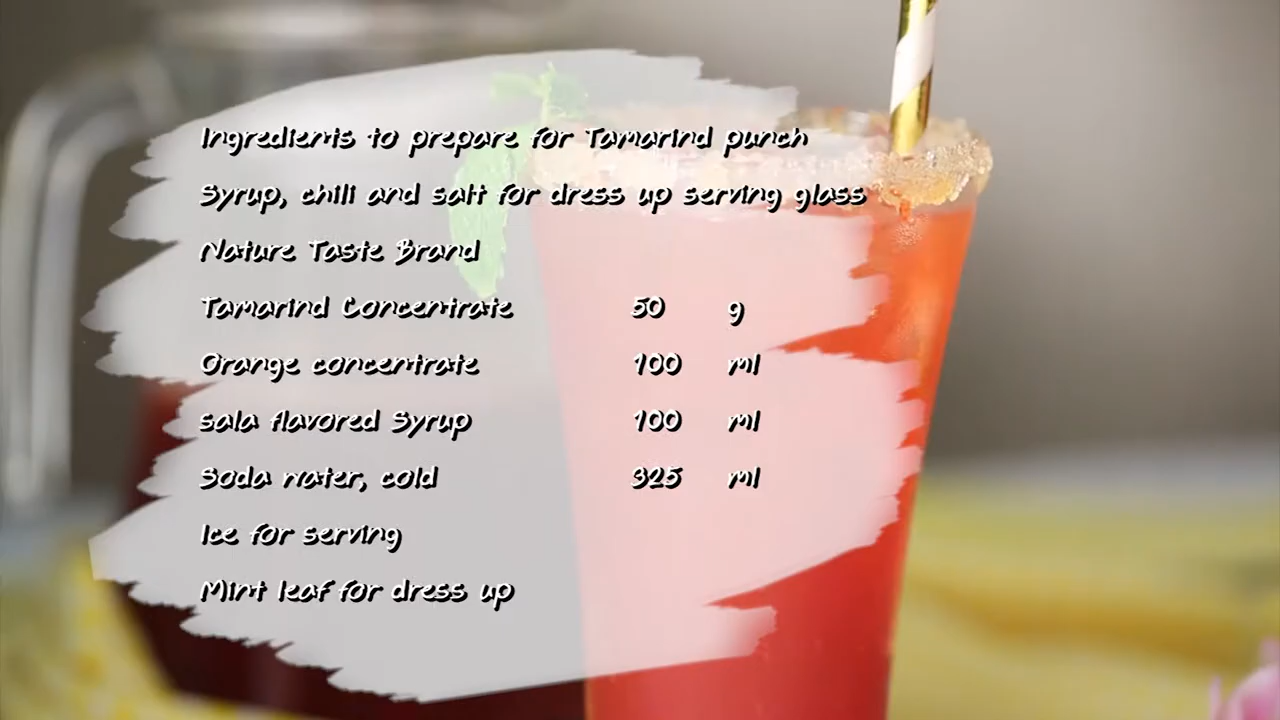 Ingredients to prepare for Tamarind punch
Syrup, chili and salt for dress up serving glass
Nature Taste Brand
Tamarind Concentrate 50 g
Orange concentrate 100 ml
sala flavored Syrup 100 ml
Soda water, cold 325 ml
Ice for serving
Mint leaf for dress up